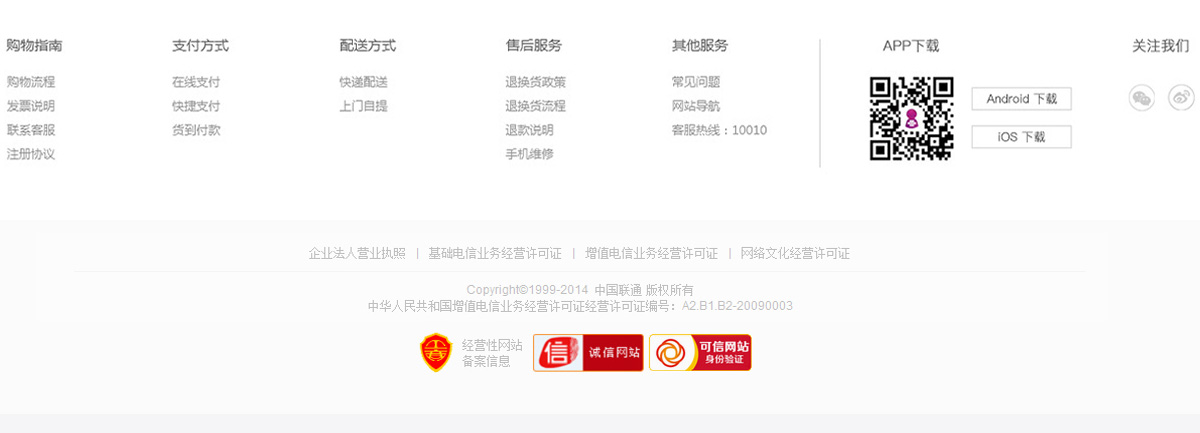 购物指南
购物流程
发票说明
联系客服
注册协议
支付方式
在线支付
快捷支付
货到付款
配送方式
快递配送
上门自提
售后服务
退换货政策
退换货流程
退款说明
手机维修
其他服务
常见问题
网站导航
客服热线：10010
APP下载
Android 下载
iOS 下载
关注我们
企业法人营业执照 | 基础电信业务经营许可证 | 增值电信业务经营许可证 | 网络文化经营许可证
Copyright©1999-2014 中国联通 版权所有
中华人民共和国增值电信业务经营许可证经营许可证编号：A2.B1.B2-20090003
经营性网站
备案信息
信 诚信网站
可信网站
身份验证